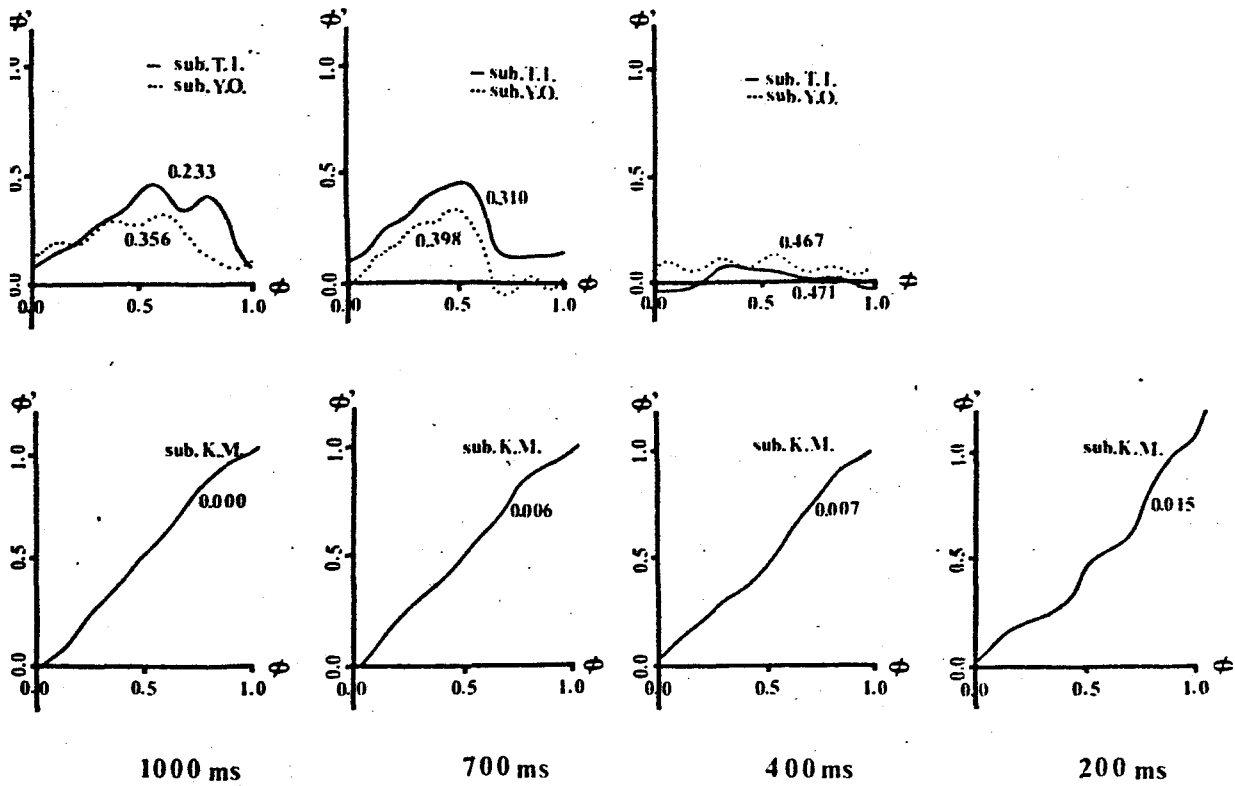 ϕ'
1.0
0.5
0.0
— sub.T.I.
··· sub.Y.O.
0.233
0.356
0.0
0.5
1.0
ϕ
ϕ'
1.0
0.5
0.0
— sub.T.I.
····· sub.Y.O.
0.310
0.398
0.0
0.5
1.0
ϕ
ϕ'
1.0
0.5
0.0
— sub.T.I.
····· sub.Y.O.
0.467
0.471
0.0
0.5
1.0
ϕ
ϕ'
1.0
0.5
0.0
sub.K.M.
0.000
0.0
0.5
1.0
ϕ
ϕ'
1.0
0.5
0.0
sub.K.M.
0.006
0.0
0.5
1.0
ϕ
ϕ'
1.0
0.5
0.0
sub.K.M.
0.007
0.0
0.5
1.0
ϕ
ϕ'
1.0
0.5
0.0
sub.K.M.
0.015
0.0
0.5
1.0
ϕ
1000 ms
700 ms
400 ms
200 ms